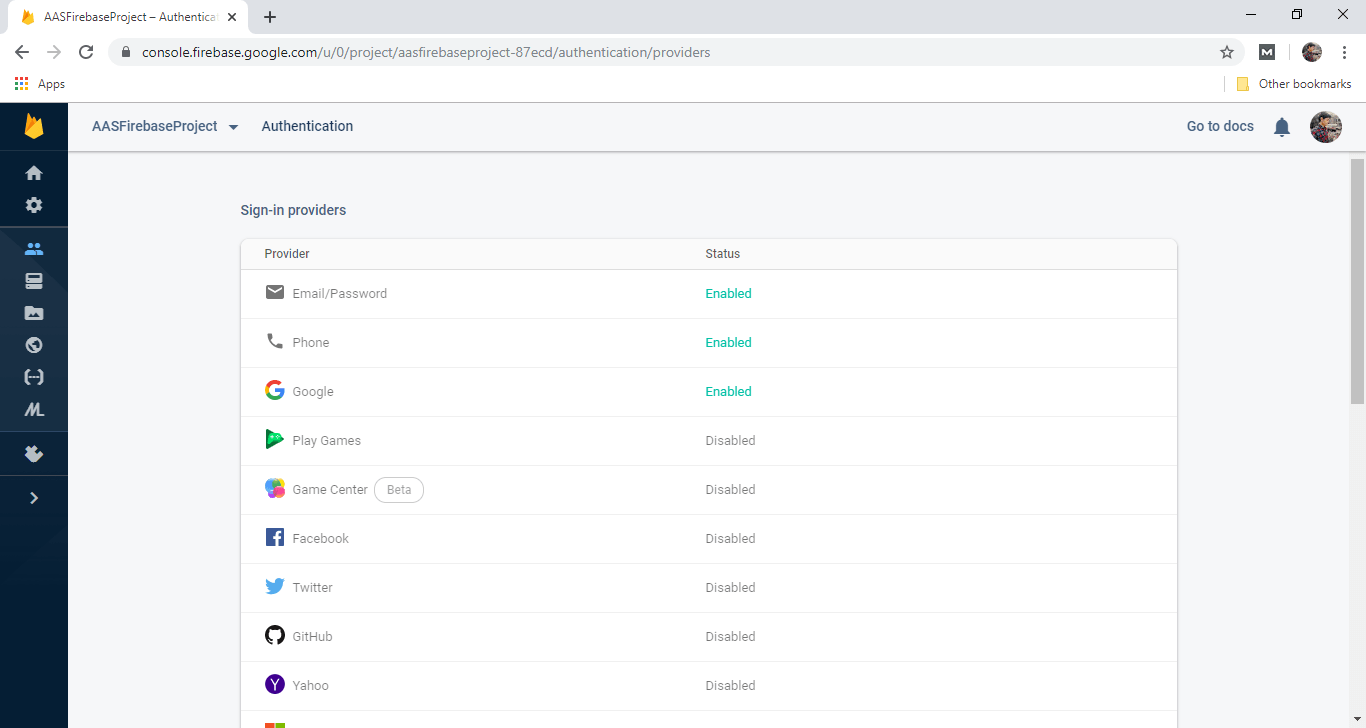 AASFirebaseProject – Authentica
console.firebase.google.com/u/0/project/aasfirebaseproject-87ecd/authentication/providers
M
Apps
Other bookmarks
AASFirebaseProject
Authentication
Go to docs
Sign-in providers
Provider Status
Email/Password Enabled
Phone Enabled
Google Enabled
Play Games Disabled
Game Center Beta Disabled
Facebook Disabled
Twitter Disabled
GitHub Disabled
Yahoo Disabled